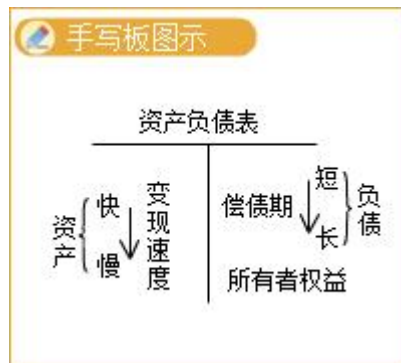 手写板图示
资产负债表
资产
快
慢
变现速度
偿债期
短
长
负债
所有者权益